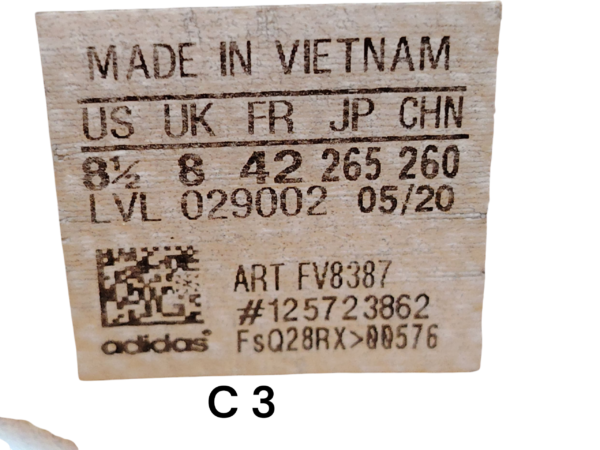 MADE IN VIETNAM
US UK FR JP CHN
8½ 8 42 265 260
LVL 029002 05/20
ART FV8387
#125723862
adidas® FsQ28RX>00576
C 3